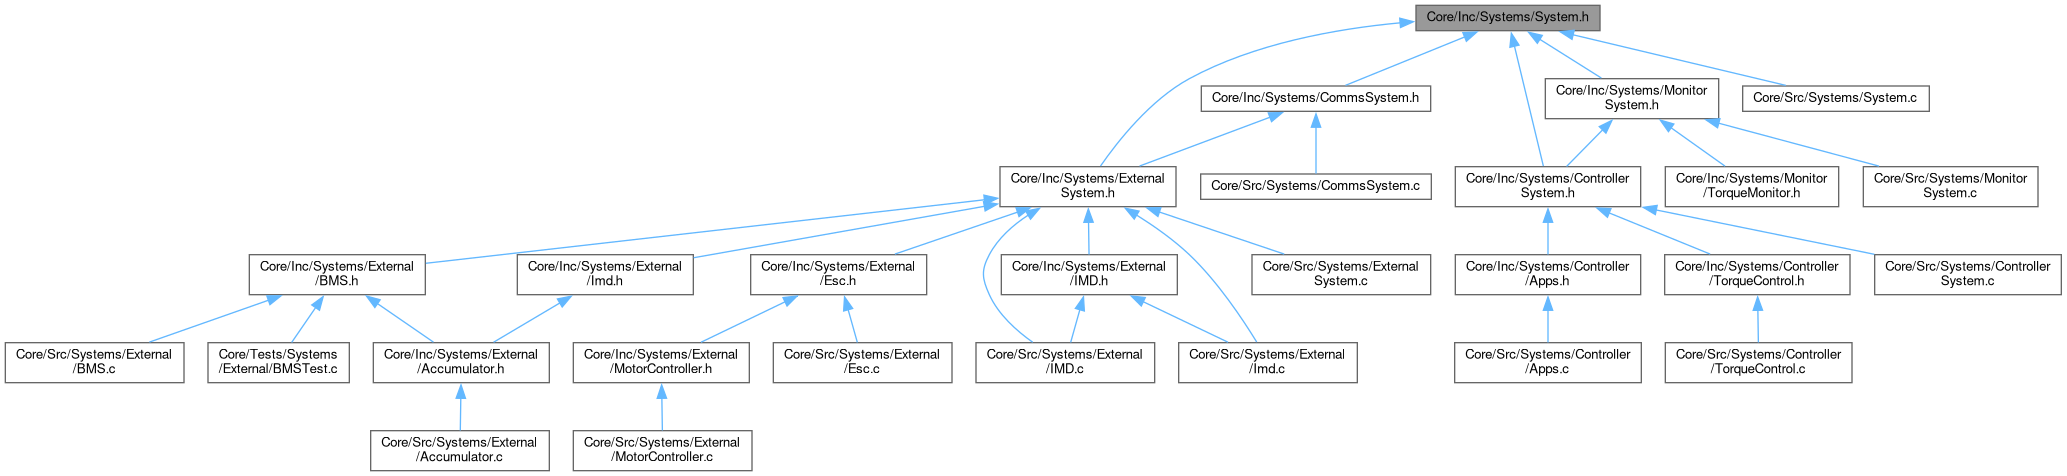 Core/Inc/Systems/System.h
Core/Inc/Systems/CommsSystem.h
Core/Inc/Systems/Monitor
System.h
Core/Src/Systems/System.c
Core/Inc/Systems/External
System.h
Core/Src/Systems/CommsSystem.c
Core/Inc/Systems/Controller
System.h
Core/Inc/Systems/Monitor
/TorqueMonitor.h
Core/Src/Systems/Monitor
System.c
Core/Inc/Systems/External
/BMS.h
Core/Inc/Systems/External
/Imd.h
Core/Inc/Systems/External
/Esc.h
Core/Inc/Systems/External
/IMD.h
Core/Src/Systems/External
System.c
Core/Inc/Systems/Controller
/Apps.h
Core/Inc/Systems/Controller
/TorqueControl.h
Core/Src/Systems/Controller
System.c
Core/Src/Systems/External
/BMS.c
Core/Tests/Systems
/External/BMSTest.c
Core/Inc/Systems/External
/Accumulator.h
Core/Inc/Systems/External
/MotorController.h
Core/Src/Systems/External
/Esc.c
Core/Src/Systems/External
/IMD.c
Core/Src/Systems/External
/Imd.c
Core/Src/Systems/Controller
/Apps.c
Core/Src/Systems/Controller
/TorqueControl.c
Core/Src/Systems/External
/Accumulator.c
Core/Src/Systems/External
/MotorController.c